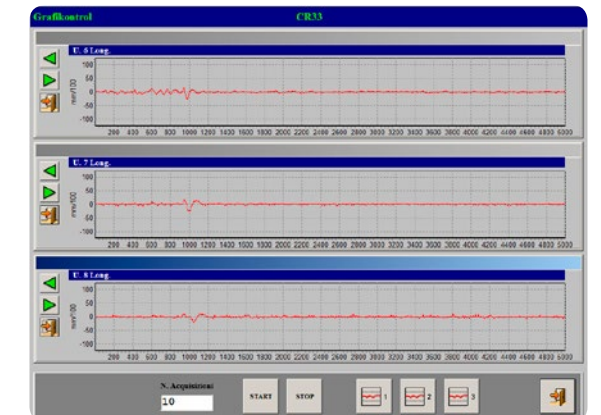 Grafikontrol CR33
U. 6 Long.
100
50
0
-50
-100
mm/100
200 400 600 800 1000 1200 1400 1600 1800 2000 2200 2400 2600 2800 3000 3200 3400 3600 3800 4000 4200 4400 4600 4800 5000
U. 7 Long.
100
50
0
-50
-100
mm/100
200 400 600 800 1000 1200 1400 1600 1800 2000 2200 2400 2600 2800 3000 3200 3400 3600 3800 4000 4200 4400 4600 4800 5000
U. 8 Long.
100
50
0
-50
-100
mm/100
200 400 600 800 1000 1200 1400 1600 1800 2000 2200 2400 2600 2800 3000 3200 3400 3600 3800 4000 4200 4400 4600 4800 5000
N. Acquisizioni
10
START STOP 1 2 3